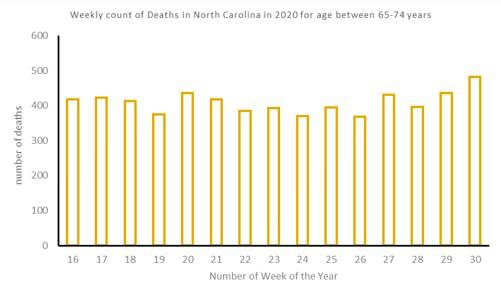 Weekly count of Deaths in North Carolina in 2020 for age between 65-74 years
600
500
400
300
200
100
0
number of deaths
16 17 18 19 20 21 22 23 24 25 26 27 28 29 30
Number of Week of the Year